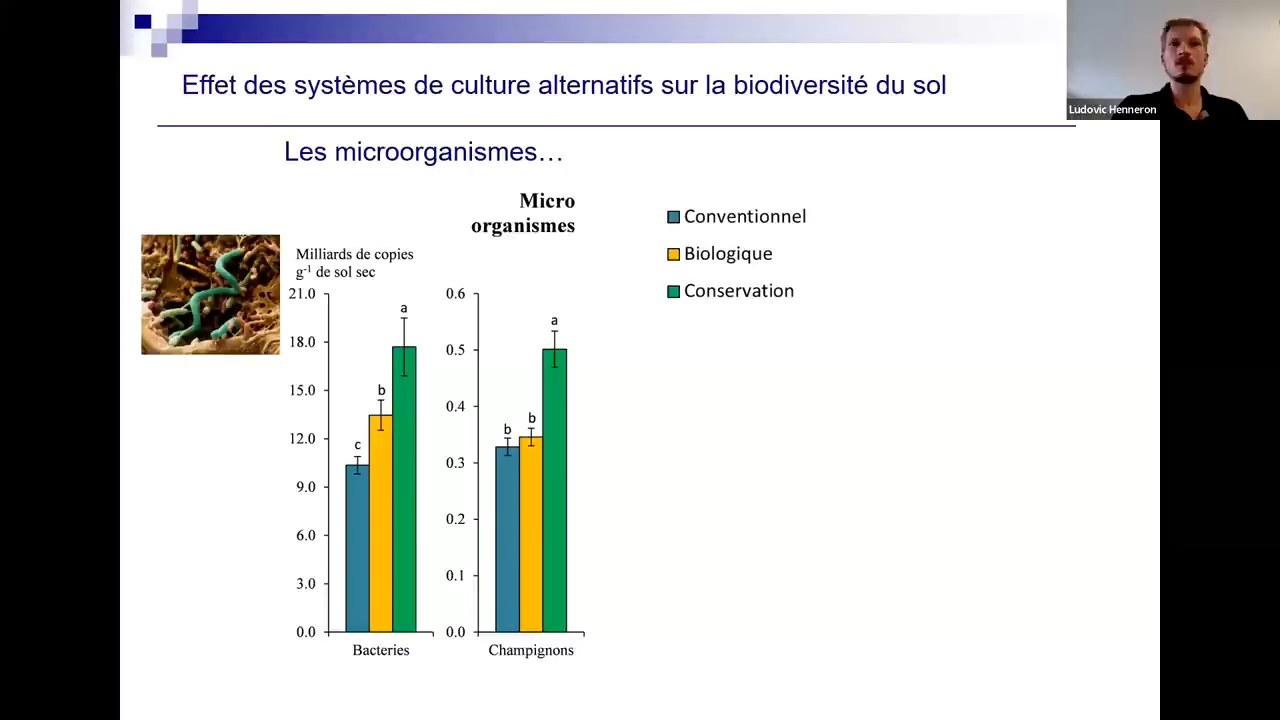 Effet des systèmes de culture alternatifs sur la biodiversité du sol
Ludovic Henneron
Les microorganismes…
Micro
organismes
Conventionnel
Biologique
Conservation
Milliards de copies
g-1 de sol sec
21.0
18.0
15.0
12.0
9.0
6.0
3.0
0.0
c
b
a
Bacteries
0.6
0.5
0.4
0.3
0.2
0.1
0.0
b
b
a
Champignons